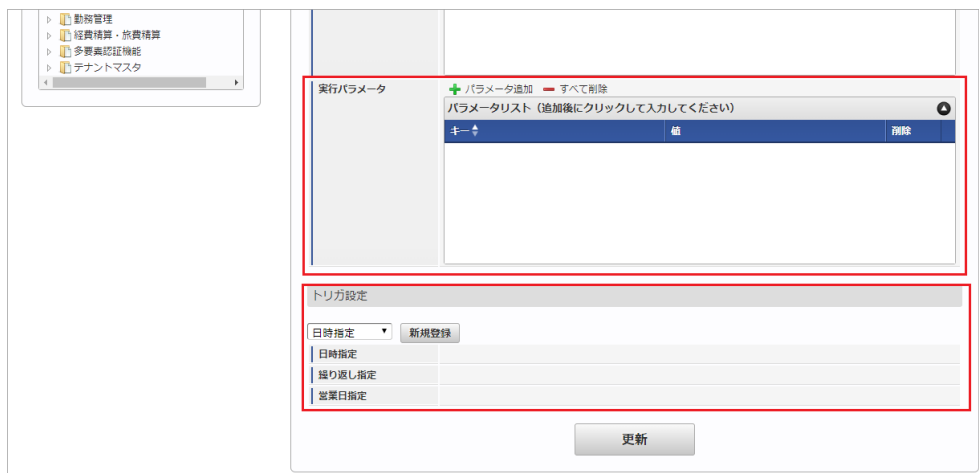 勤務管理
経費精算・旅費精算
多要素認証機能
テナントマスタ
実行パラメータ
パラメータ追加 すべて削除
パラメータリスト（追加後にクリックして入力してください）
キー 値 削除
トリガ設定
日時指定 新規登録
日時指定
繰り返し指定
営業日指定
更新